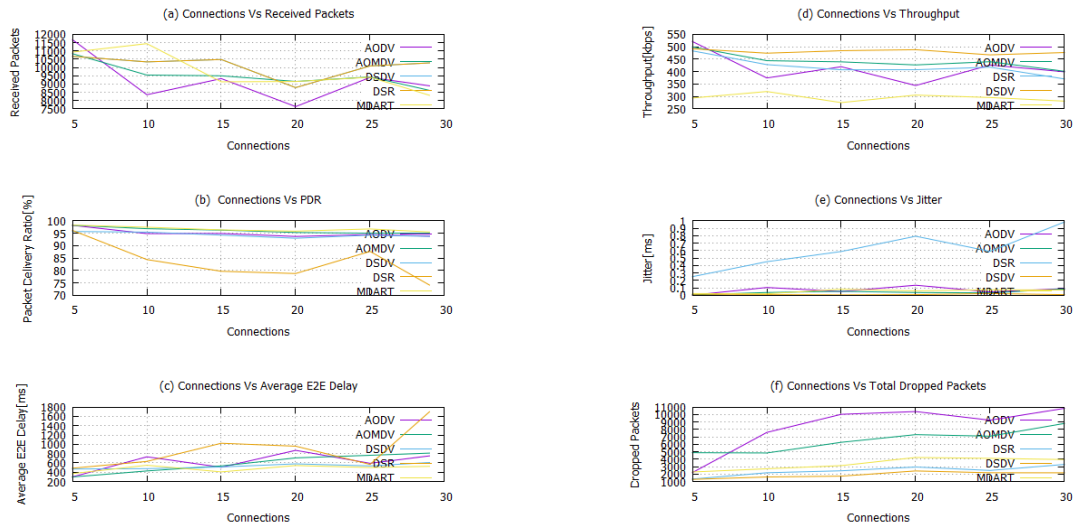 (a) Connections Vs Received Packets
Received Packets
12000
11500
11000
10500
10000
9500
9000
8500
8000
7500
5
10
15
20
25
30
Connections
AODV
AOMDV
DSDV
DSR
MDART
(d) Connections Vs Throughput
Throughput[kbps]
550
500
450
400
350
300
250
5
10
15
20
25
30
Connections
AODV
AOMDV
DSR
DSDV
MDART
(b) Connections Vs PDR
Packet Delivery Ratio[%]
100
95
90
85
80
75
70
5
10
15
20
25
30
Connections
AODV
AOMDV
DSDV
DSR
MDART
(e) Connections Vs Jitter
Jitter[ms]
1
0.9
0.8
0.7
0.6
0.5
0.4
0.3
0.2
0.1
0
5
10
15
20
25
30
Connections
AODV
AOMDV
DSR
DSDV
MDART
(c) Connections Vs Average E2E Delay
Average E2E Delay[ms]
1800
1600
1400
1200
1000
800
600
400
200
5
10
15
20
25
30
Connections
AODV
AOMDV
DSDV
DSR
MDART
(f) Connections Vs Total Dropped Packets
Dropped Packets
11000
10000
9000
8000
7000
6000
5000
4000
3000
2000
1000
5
10
15
20
25
30
Connections
AODV
AOMDV
DSR
DSDV
MDART